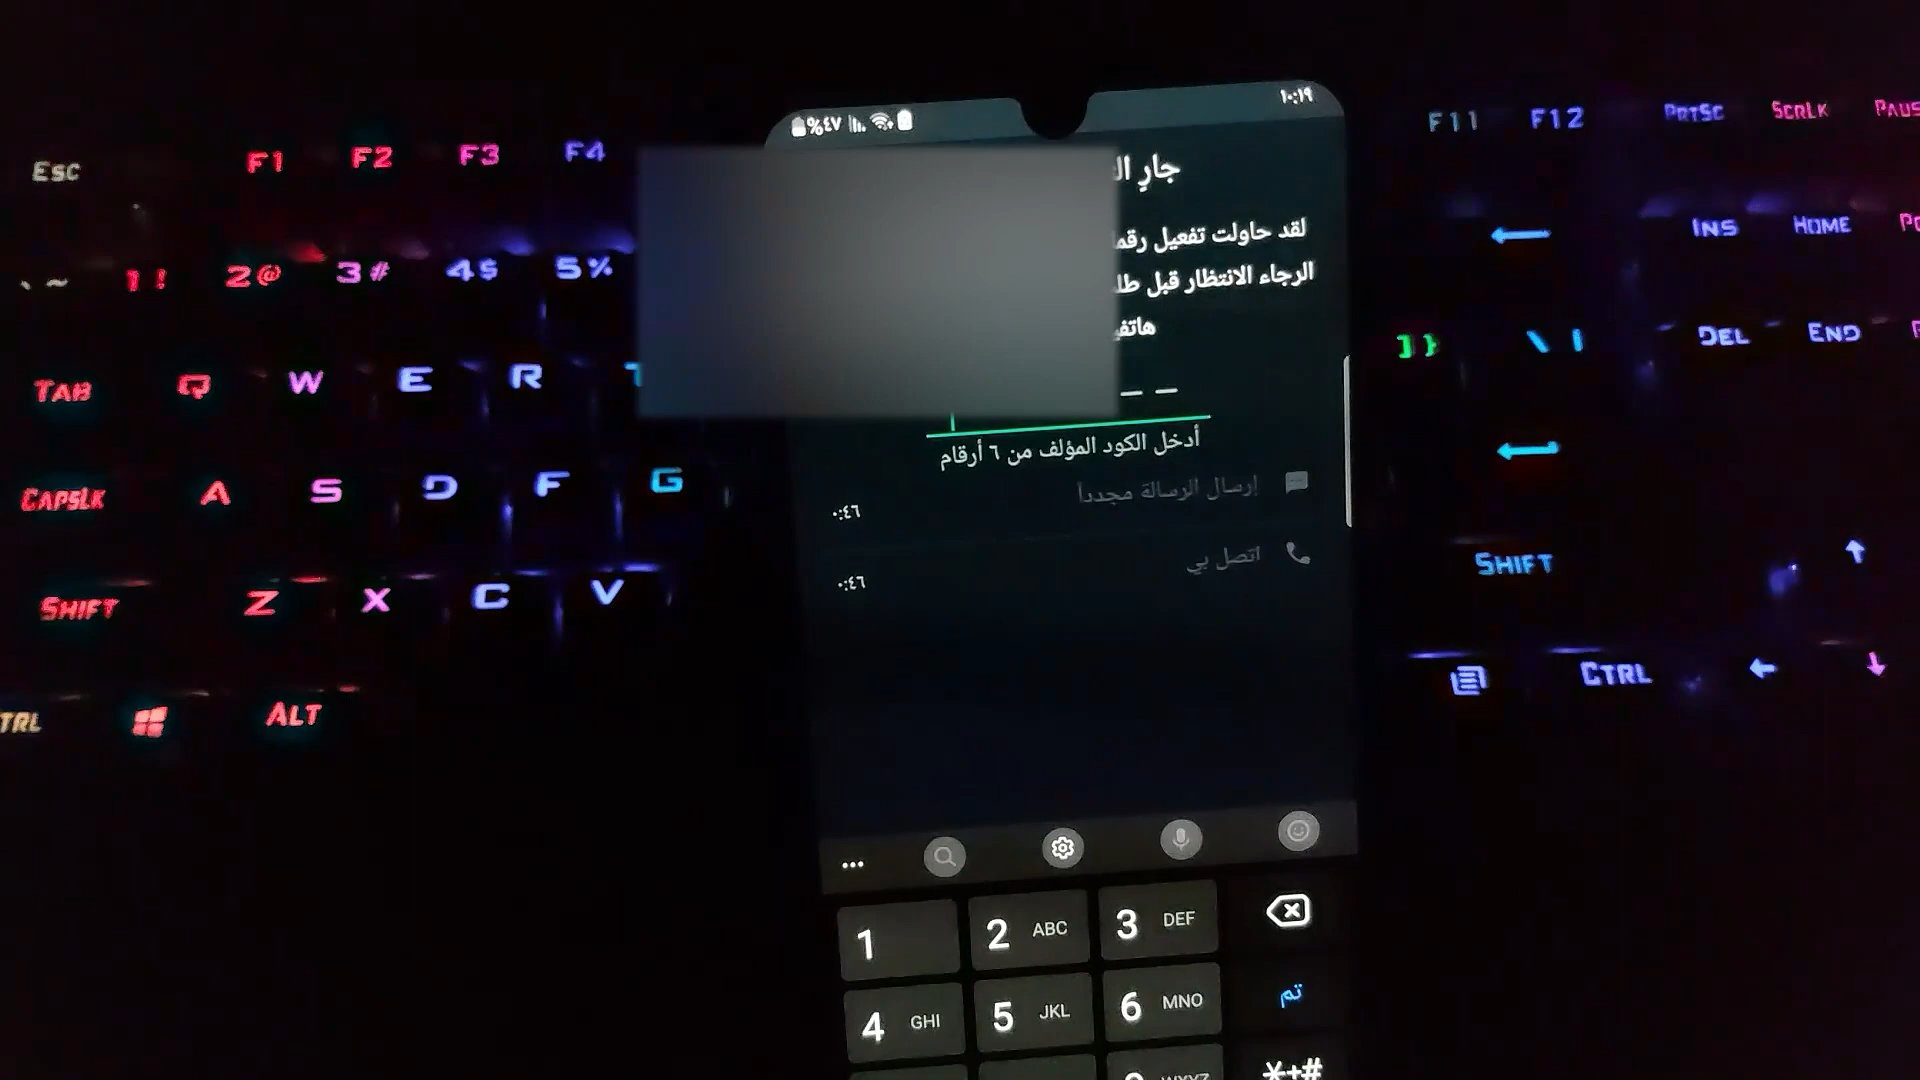 %٤٧
١٠:١٩
جارٍ
لقد حاولت تفعيل
الرجاء الانتظار قبل
أدخل الكود المؤلف من ٦ أرقام
إرسال الرسالة مجدداً
٠:٤٦
اتصل بي
٠:٤٦
1
2 ABC
3 DEF
4 GHI
5 JKL
6 MNO
تم
*+#
ESC
F1
F2
F3
F4
` ~
1 !
2 @
3 #
4 $
5 %
TAB
Q
W
E
R
CAPSLK
A
S
D
F
G
SHIFT
Z
X
C
V
ALT
F11
F12
PRTSC
SCRLK
INS
HOME
] }
\ |
DEL
END
SHIFT
CTRL